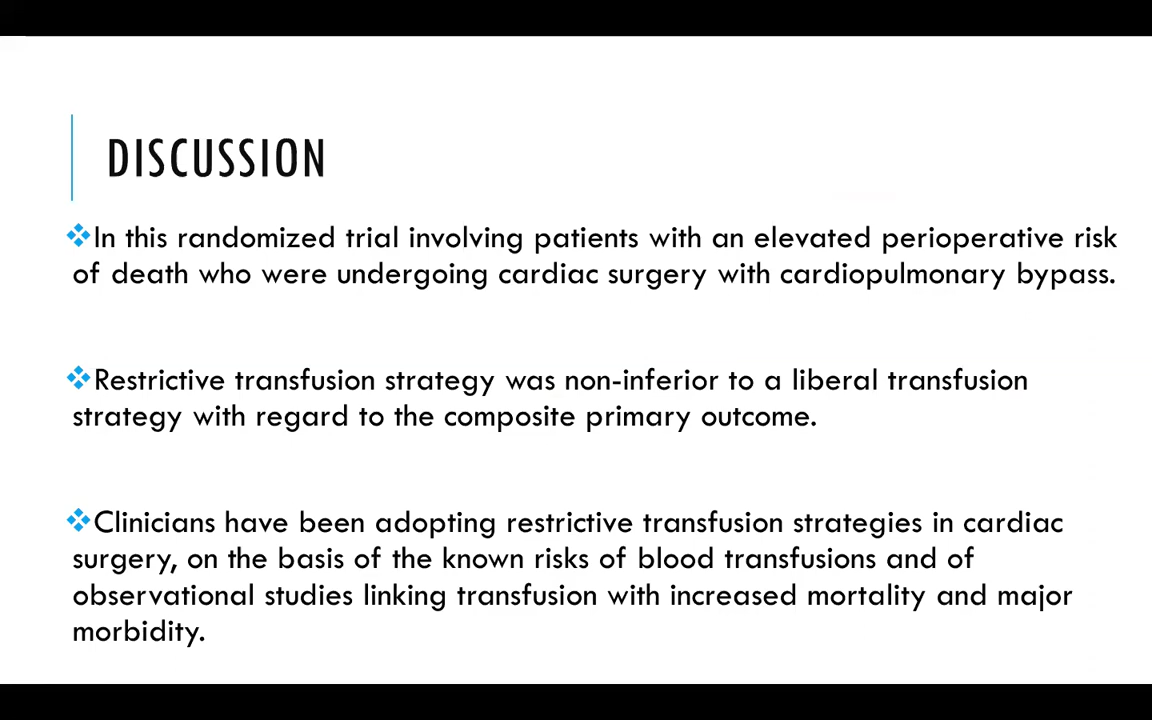 DISCUSSION
❖In this randomized trial involving patients with an elevated perioperative risk
of death who were undergoing cardiac surgery with cardiopulmonary bypass.
❖Restrictive transfusion strategy was non-inferior to a liberal transfusion
strategy with regard to the composite primary outcome.
❖Clinicians have been adopting restrictive transfusion strategies in cardiac
surgery, on the basis of the known risks of blood transfusions and of
observational studies linking transfusion with increased mortality and major
morbidity.